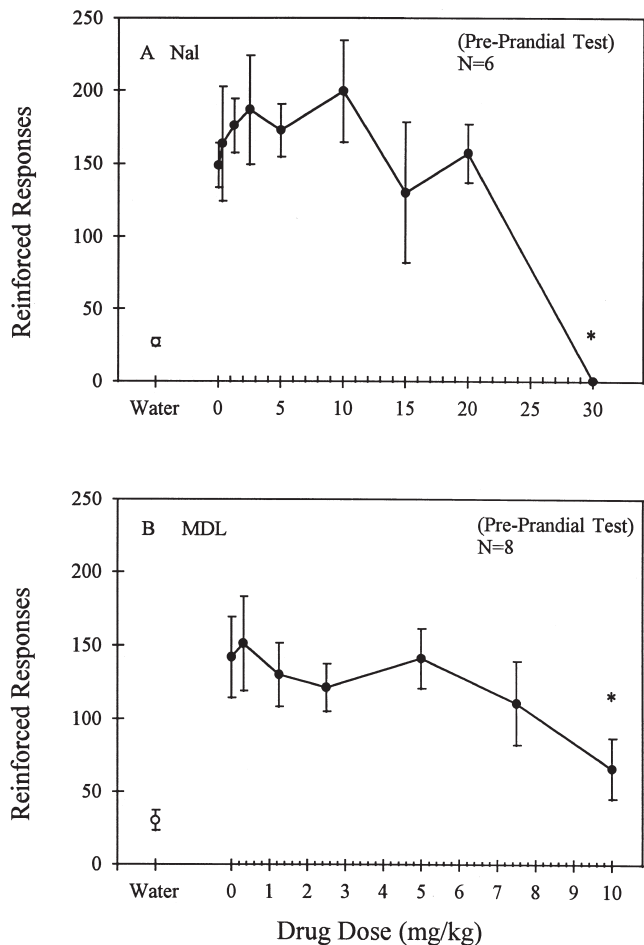 250
A Nal
(Pre-Prandial Test)
N=6
200
150
100
50
0
Reinforced Responses
*
Water 0 5 10 15 20 25 30
250
B MDL
(Pre-Prandial Test)
N=8
200
150
100
50
0
Reinforced Responses
*
Water 0 1 2 3 4 5 6 7 8 9 10
Drug Dose (mg/kg)